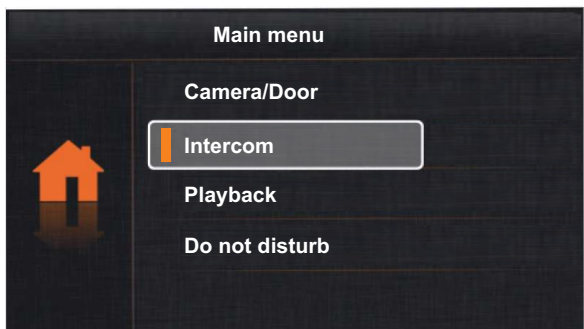 Main menu
Camera/Door
Intercom
Playback
Do not disturb